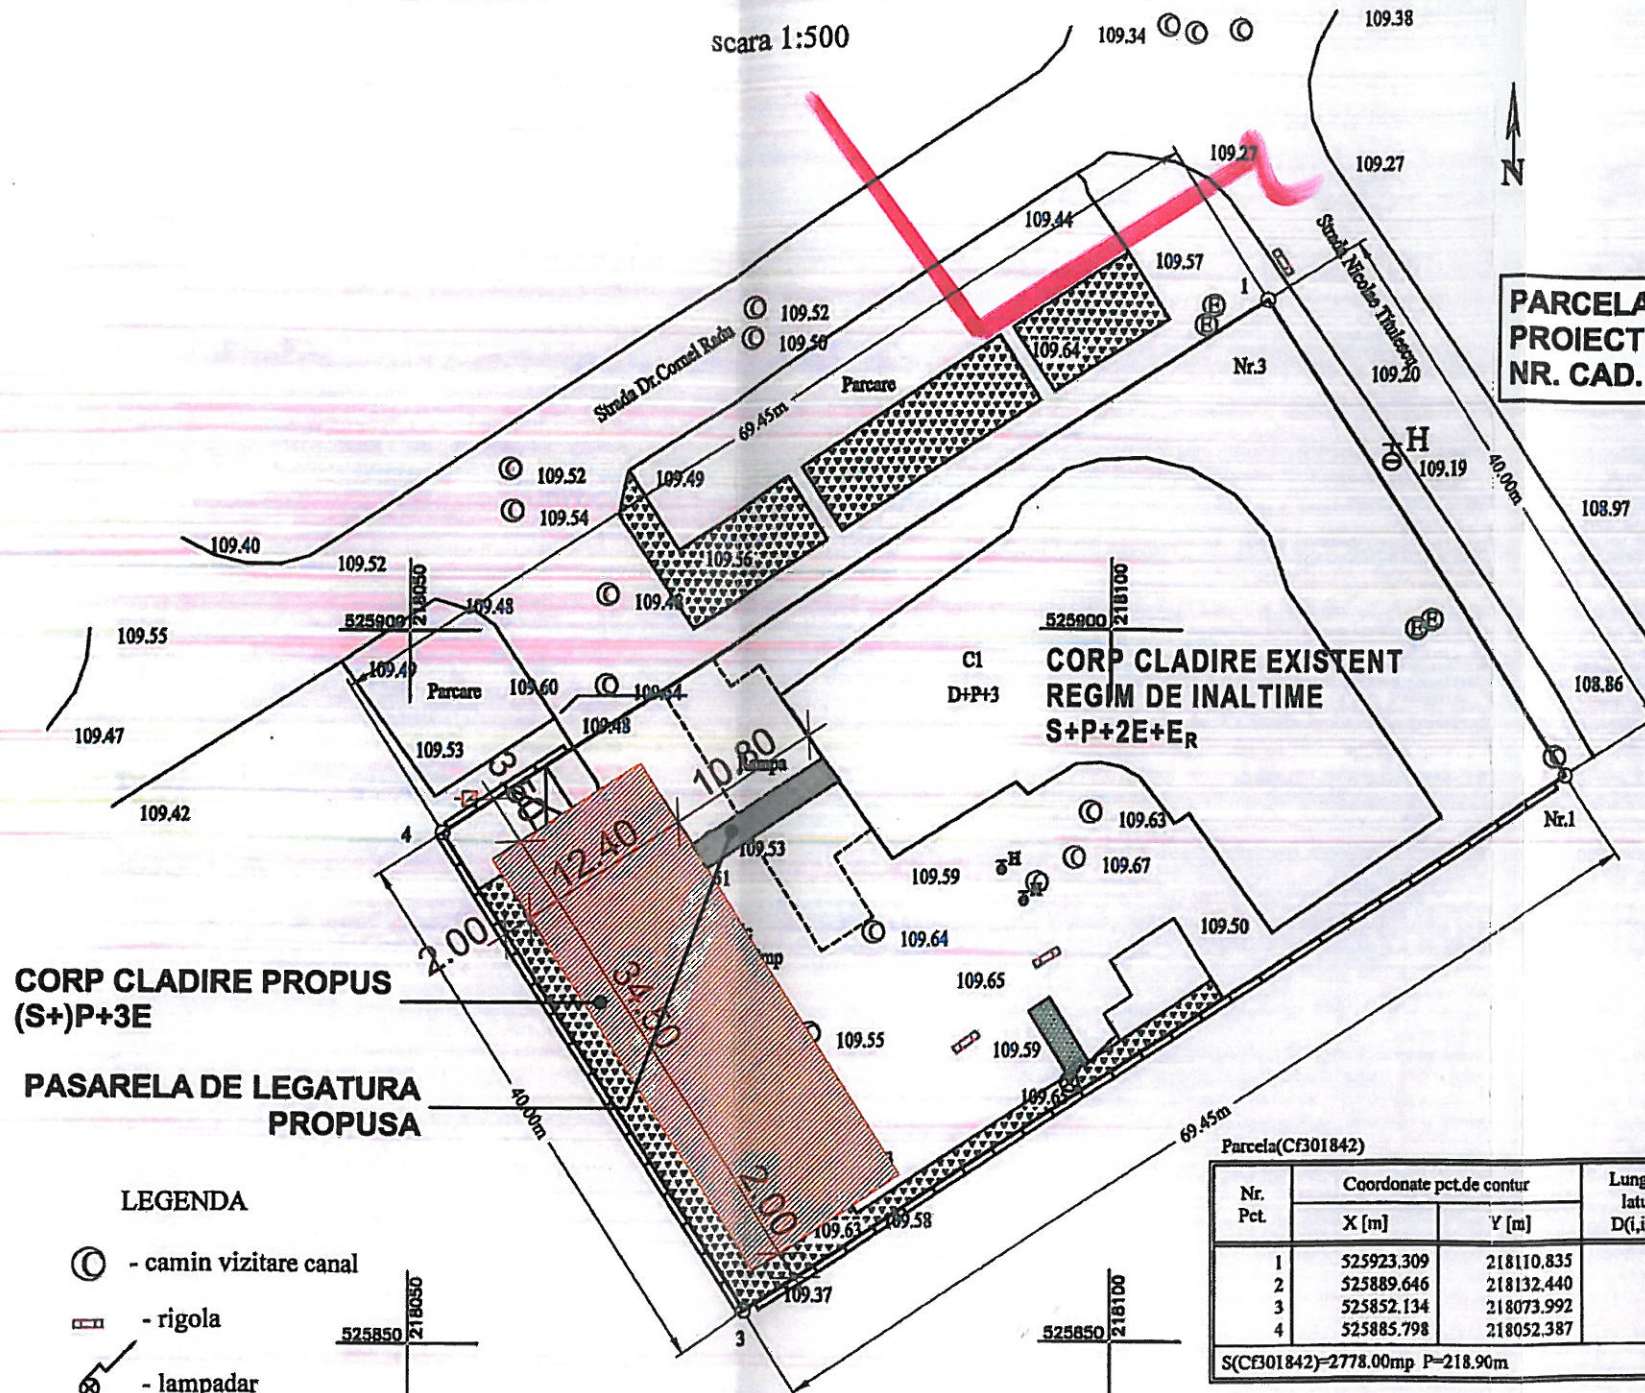 scara 1:500
109.34
109.38
109.27
109.27
N
109.44
109.57
Strada Nicolae Titulescu
1
PARCELA
PROIECT
NR. CAD.
109.52
109.50
Strada Dr.Cornel Radu
109.64
Parcare
Nr.3
109.20
69.45m
H
109.19
40.00m
109.52
109.49
109.54
108.97
109.40
109.56
109.52
218050
109.48
525900
218100
525900
109.55
109.49
Parcare
109.60
C1
CORP CLADIRE EXISTENT
D+P+3
REGIM DE INALTIME
S+P+2E+ER
108.86
109.48
109.47
109.53
10.80
3.50
109.42
4
109.63
Nr.1
12.40
109.53
109.59
H
109.67
2.00
109.64
109.50
CORP CLADIRE PROPUS
(S+)P+3E
34.50
109.65
109.55
109.59
PASARELA DE LEGATURA
PROPUSA
40.00m
69.45m
2.00
109.63
109.58
109.37
3
Parcela(Cf301842)
Nr. Pct.
Coordonate pct.de contur
X [m]
Y [m]
1 525923.309 218110.835
2 525889.646 218132.440
3 525852.134 218073.992
4 525885.798 218052.387
S(Cf301842)=2778.00mp P=218.90m
LEGENDA
C - camin vizitare canal
- rigola
- lampadar
525850
218050
525850
218100